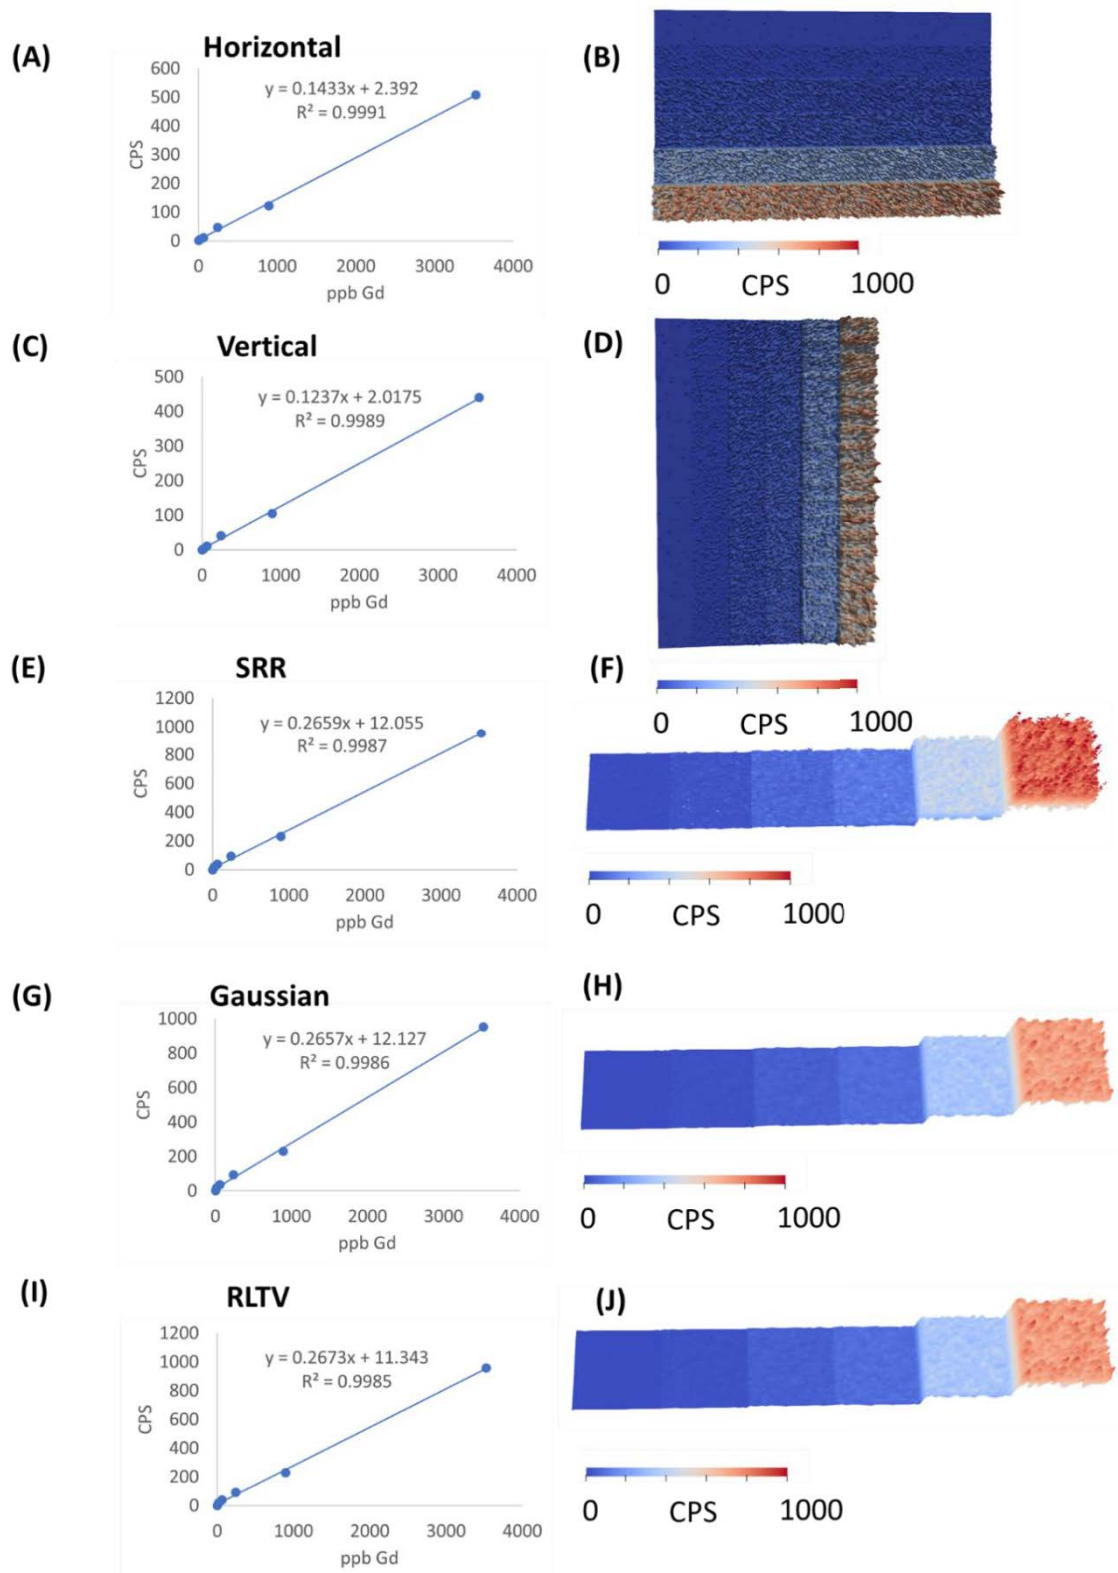 (A)
Horizontal
600
500
400
300
200
100
0
CPS
y = 0.1433x + 2.392
R² = 0.9991
0 1000 2000 3000 4000
ppb Gd
(B)
0 CPS 1000
(C)
Vertical
500
400
300
200
100
0
CPS
y = 0.1237x + 2.0175
R² = 0.9989
0 1000 2000 3000 4000
ppb Gd
(D)
0 CPS 1000
(E)
SRR
1200
1000
800
600
400
200
0
CPS
y = 0.2659x + 12.055
R² = 0.9987
0 1000 2000 3000 4000
ppb Gd
(F)
0 CPS 1000
(G)
Gaussian
1000
800
600
400
200
0
CPS
y = 0.2657x + 12.127
R² = 0.9986
0 1000 2000 3000 4000
ppb Gd
(H)
0 CPS 1000
(I)
RLTV
1200
1000
800
600
400
200
0
CPS
y = 0.2673x + 11.343
R² = 0.9985
0 1000 2000 3000 4000
ppb Gd
(J)
0 CPS 1000